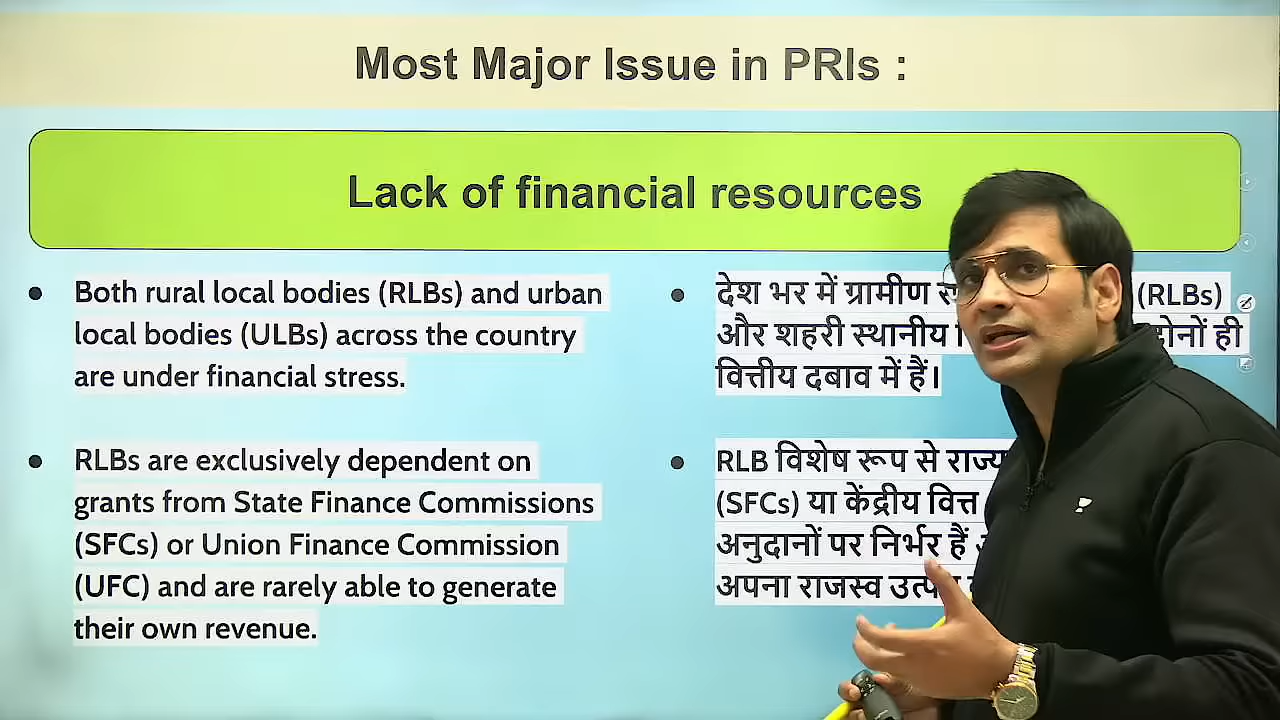 Most Major Issue in PRIs :
Lack of financial resources
Both rural local bodies (RLBs) and urban
local bodies (ULBs) across the country
are under financial stress.
RLBs are exclusively dependent on
grants from State Finance Commissions
(SFCs) or Union Finance Commission
(UFC) and are rarely able to generate
their own revenue.
देश भर में ग्रामीण (RLBs)
और शहरी स्थानीय दोनों ही
वित्तीय दबाव में हैं।
RLB विशेष रूप से राज्य
(SFCs) या केंद्रीय वित्त
अनुदानों पर निर्भर हैं
अपना राजस्व